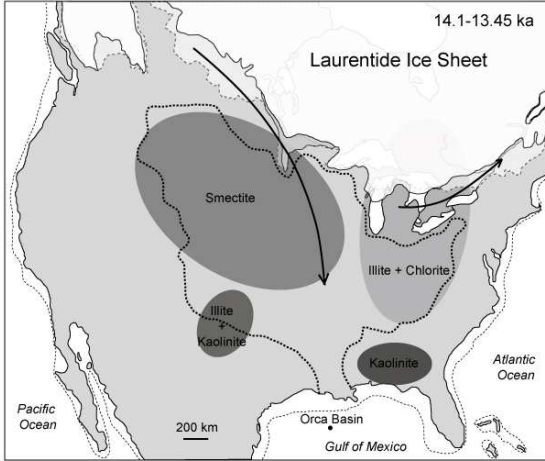 14.1-13.45 ka
Laurentide Ice Sheet
Smectite
Illite + Chlorite
Illite
+
Kaolinite
Kaolinite
Atlantic
Ocean
Pacific
Ocean
200 km
Orca Basin
Gulf of Mexico